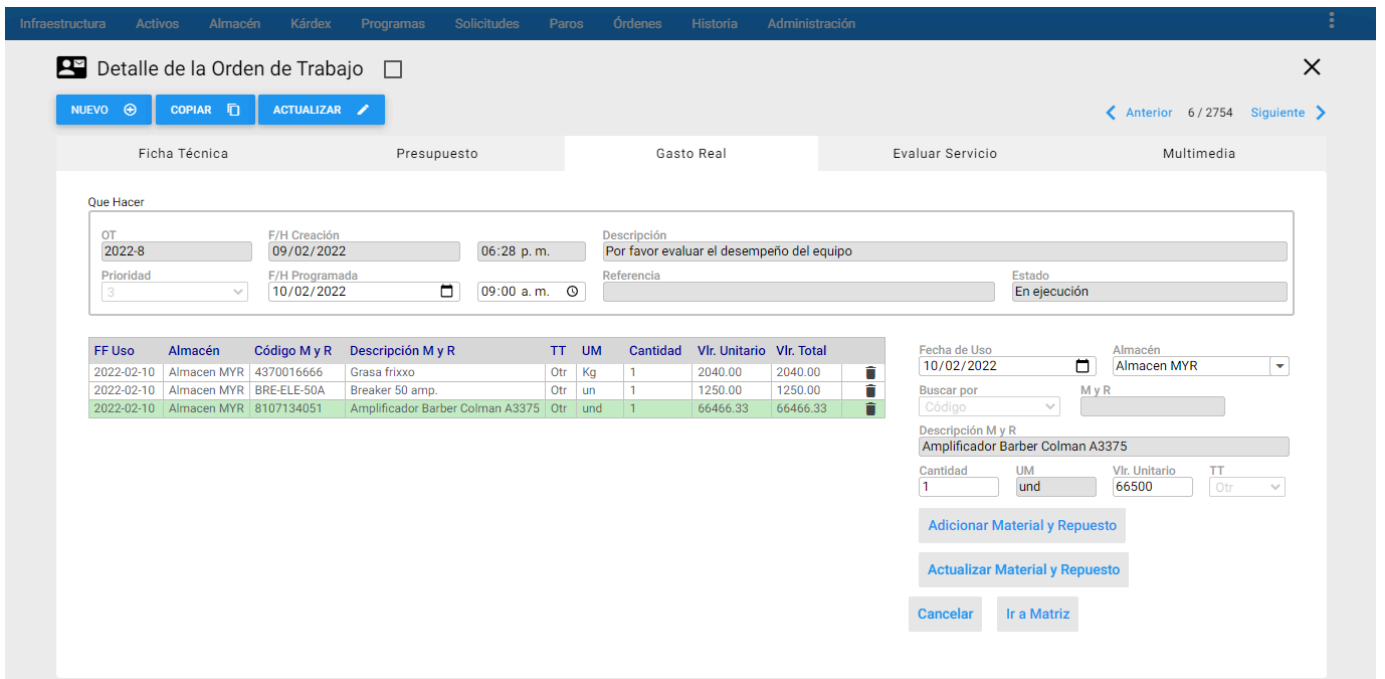 Infraestructura Activos Almacén Kárdex Programas Solicitudes Paros Órdenes Historia Administración
Detalle de la Orden de Trabajo
NUEVO COPIAR ACTUALIZAR
Anterior 6 / 2754 Siguiente
Ficha Técnica Presupuesto Gasto Real Evaluar Servicio Multimedia
Que Hacer
OT F/H Creación Descripción
2022-8 09/02/2022 06:28 p. m. Por favor evaluar el desempeño del equipo
Prioridad F/H Programada Referencia Estado
3 10/02/2022 09:00 a. m. En ejecución
FF Uso Almacén Código M y R Descripción M y R TT UM Cantidad Vlr. Unitario Vlr. Total
2022-02-10 Almacen MYR 4370016666 Grasa frixxo Otr Kg 1 2040.00 2040.00
2022-02-10 Almacen MYR BRE-ELE-50A Breaker 50 amp. Otr un 1 1250.00 1250.00
2022-02-10 Almacen MYR 8107134051 Amplificador Barber Colman A3375 Otr und 1 66466.33 66466.33
Fecha de Uso Almacén
10/02/2022 Almacen MYR
Buscar por M y R
Código
Descripción M y R
Amplificador Barber Colman A3375
Cantidad UM Vlr. Unitario TT
1 und 66500 Otr
Adicionar Material y Repuesto
Actualizar Material y Repuesto
Cancelar Ir a Matriz